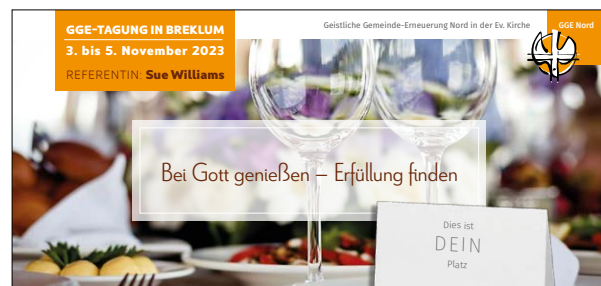 GGE-TAGUNG IN BREKLUM
3. bis 5. November 2023
REFERENTIN: Sue Williams
Geistliche Gemeinde-Erneuerung Nord in der Ev. Kirche
GGE Nord
Bei Gott genießen – Erfüllung finden
Dies ist
DEIN
Platz